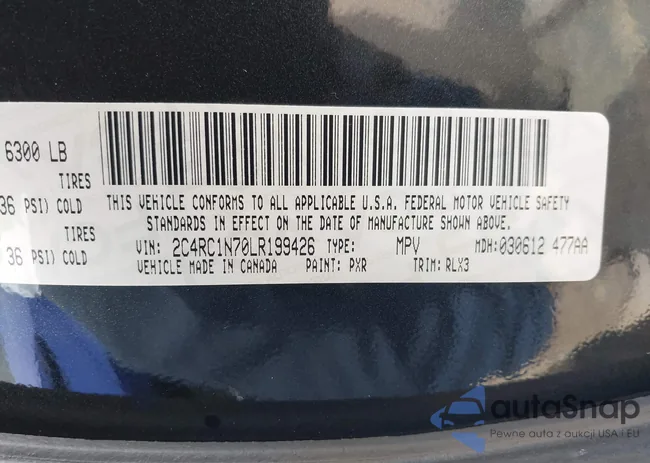 6300 LB
TIRES
36 PSI) COLD
TIRES
36 PSI) COLD
THIS VEHICLE CONFORMS TO ALL APPLICABLE U.S.A. FEDERAL MOTOR VEHICLE SAFETY
STANDARDS IN EFFECT ON THE DATE OF MANUFACTURE SHOWN ABOVE.
VIN: 2C4RC1N70LR199426 TYPE: MPV MDH:030612 477AA
VEHICLE MADE IN CANADA PAINT: PXR TRIM: RLX3
autoSnap
Pewne auta z aukcji USA i EU